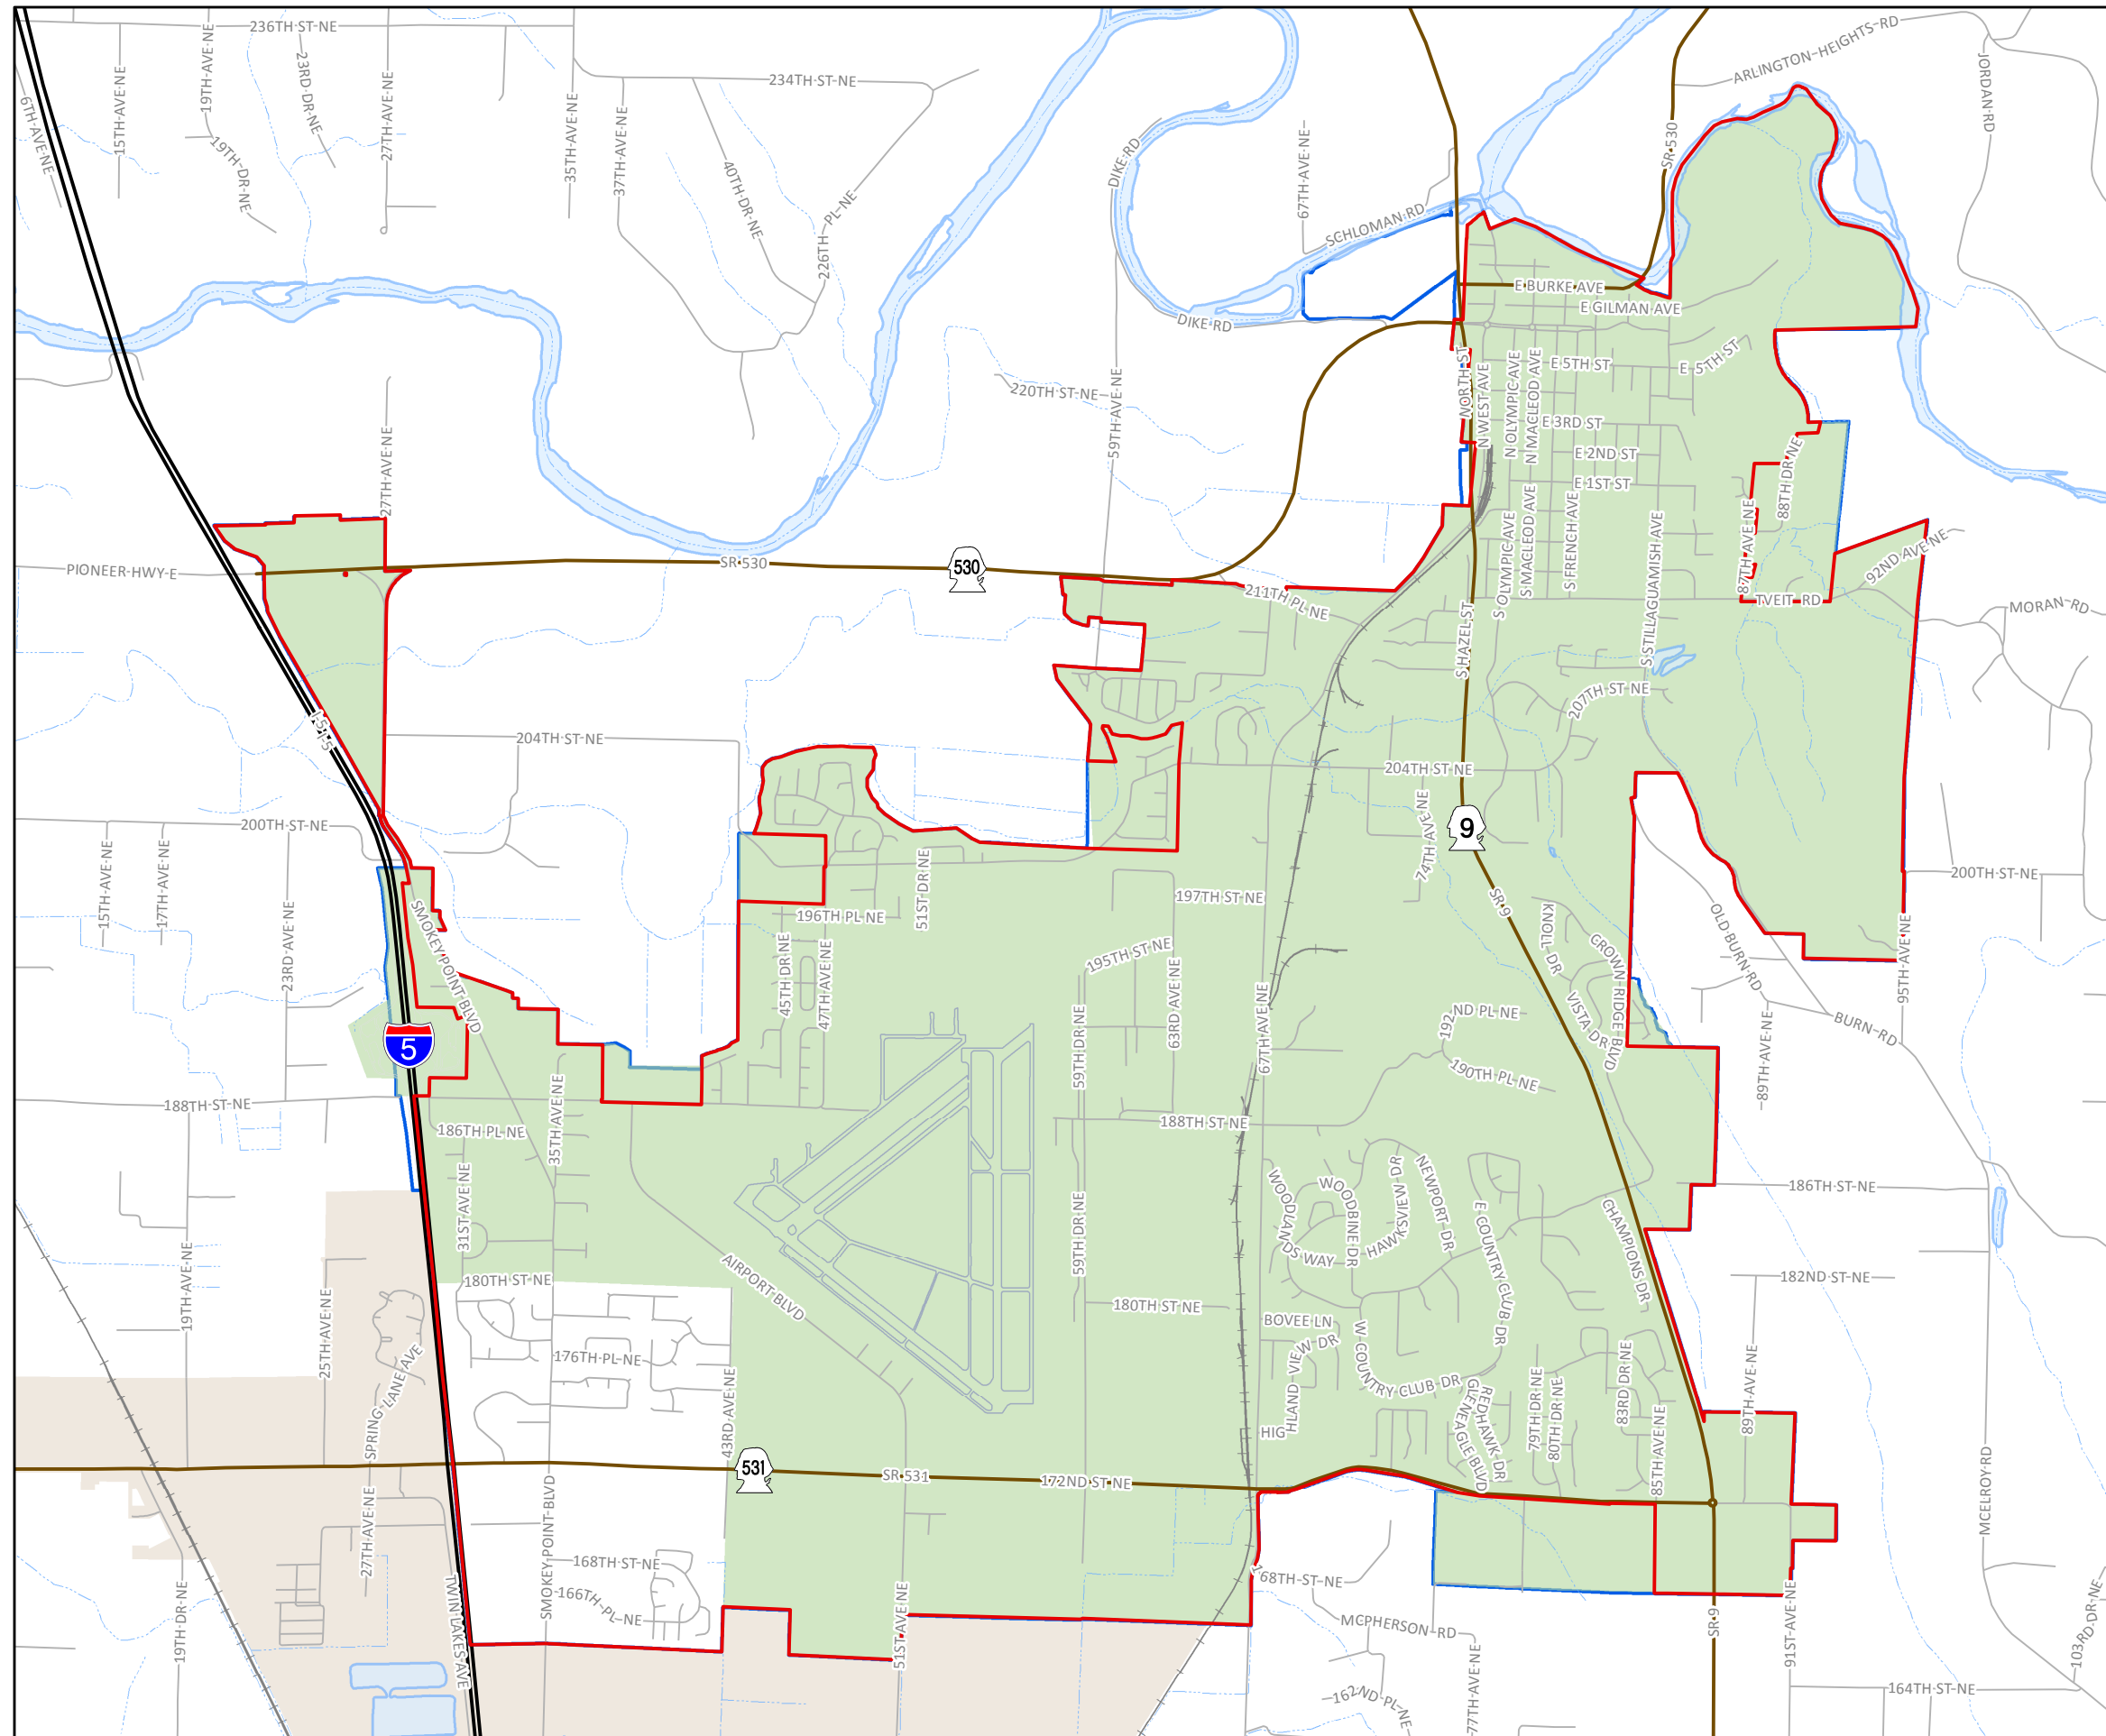 236TH ST NE
6TH AVE NE
15TH AVE NE
19TH AVE NE
23RD DR NE
27TH AVE NE
19TH DR NE
35TH AVE NE
37TH AVE NE
234TH ST NE
40TH DR NE
226TH PL NE
DIKE RD
67TH AVE NE
SCHLOMAN RD
SR 530
ARLINGTON HEIGHTS RD
JORDAN RD
E BURKE AVE
E GILMAN AVE
DIKE RD
E 5TH ST
E 5TH ST
NORTH ST
N WEST AVE
N OLYMPIC AVE
N MACLEOD AVE
220TH ST NE
59TH AVE NE
E 3RD ST
E 2ND ST
E 1ST ST
27TH AVE NE
88TH DR NE
87TH AVE NE
S OLYMPIC AVE
S MACLEOD AVE
S FRENCH AVE
S STILLAGUAMISH AVE
92ND AVE NE
PIONEER HWY E
SR 530
530
211TH PL NE
TVEIT RD
MORAN RD
S HAZEL ST
207TH ST NE
I-5
I-5
204TH ST NE
204TH ST NE
9
74TH AVE NE
200TH ST NE
15TH AVE NE
17TH AVE NE
23RD AVE NE
SMOKEY POINT BLVD
51ST DR NE
196TH PL NE
197TH ST NE
SR 9
200TH ST NE
KNOLL DR
CROWN RIDGE BLVD
VISTA DR
OLD BURN RD
95TH AVE NE
BURN RD
89TH AVE NE
45TH DR NE
47TH AVE NE
195TH ST NE
63RD AVE NE
59TH DR NE
67TH AVE NE
192ND PL NE
190TH PL NE
5
188TH ST NE
186TH PL NE
35TH AVE NE
188TH ST NE
31ST AVE NE
WOODLANDS WAY
WOODBINE DR
HAWKSVIEW DR
NEWPORT DR
E COUNTRY CLUB DR
CHAMPIONS DR
186TH ST NE
19TH AVE NE
25TH AVE NE
180TH ST NE
AIRPORT BLVD
59TH DR NE
180TH ST NE
182ND ST NE
BOVEE LN
HIGHLAND VIEW DR
W COUNTRY CLUB DR
SPRING LANE AVE
176TH PL NE
43RD AVE NE
GLENEAGLE BLVD
REDHAWK DR
79TH DR NE
80TH DR NE
83RD DR NE
85TH AVE NE
89TH AVE NE
531
SR 531
172ND ST NE
MCELROY RD
27TH AVE NE
SMOKEY POINT BLVD
168TH ST NE
166TH PL NE
168TH ST NE
TWIN LAKES AVE
19TH DR NE
51ST AVE NE
MCPHERSON RD
77TH AVE NE
162ND PL NE
SR 9
91ST AVE NE
103RD DR NE
164TH ST NE